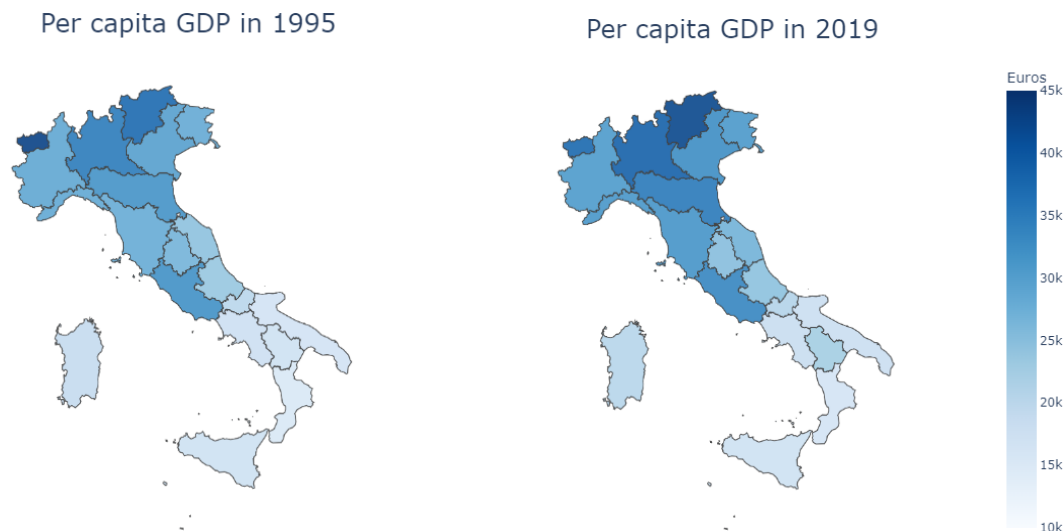 Per capita GDP in 1995
Per capita GDP in 2019
Euros
45k
40k
35k
30k
25k
20k
15k
10k